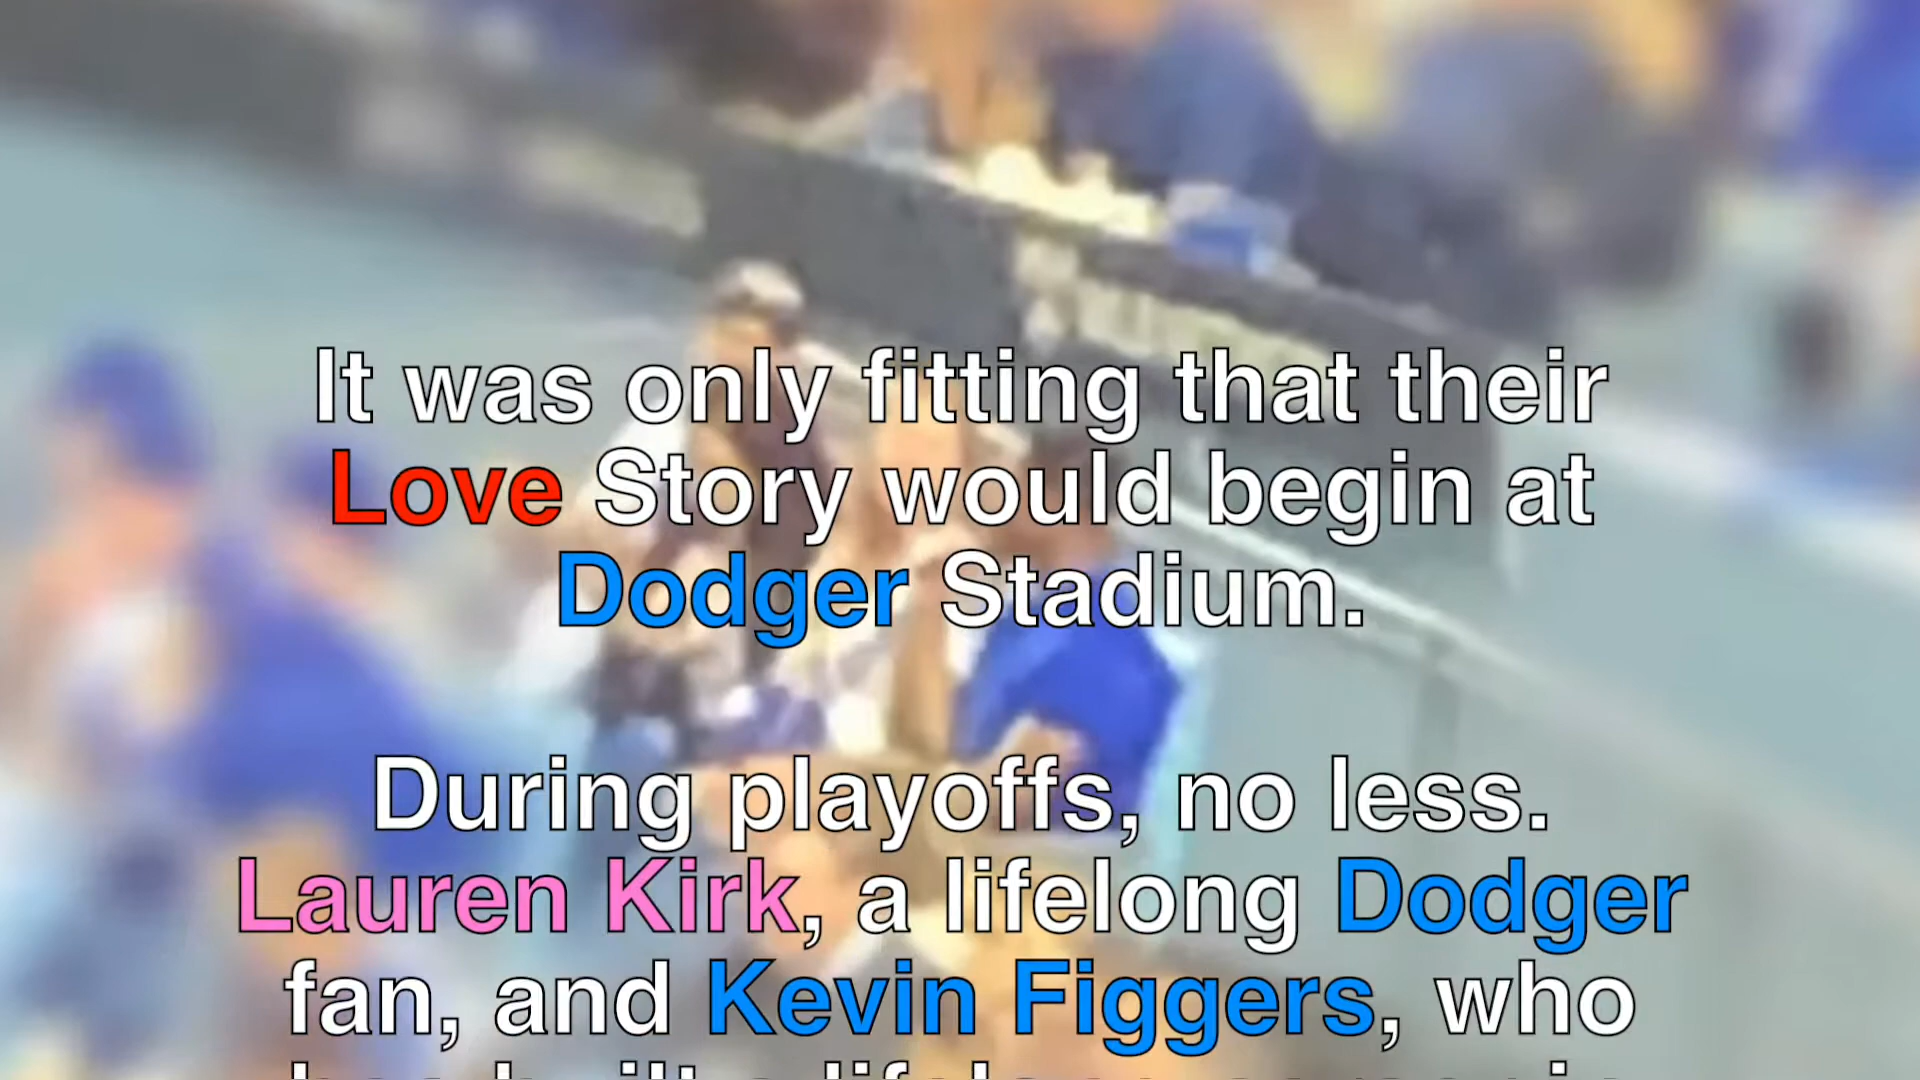 It was only fitting that their
Love Story would begin at
Dodger Stadium.
During playoffs, no less.
Lauren Kirk, a lifelong Dodger
fan, and Kevin Figgers, who